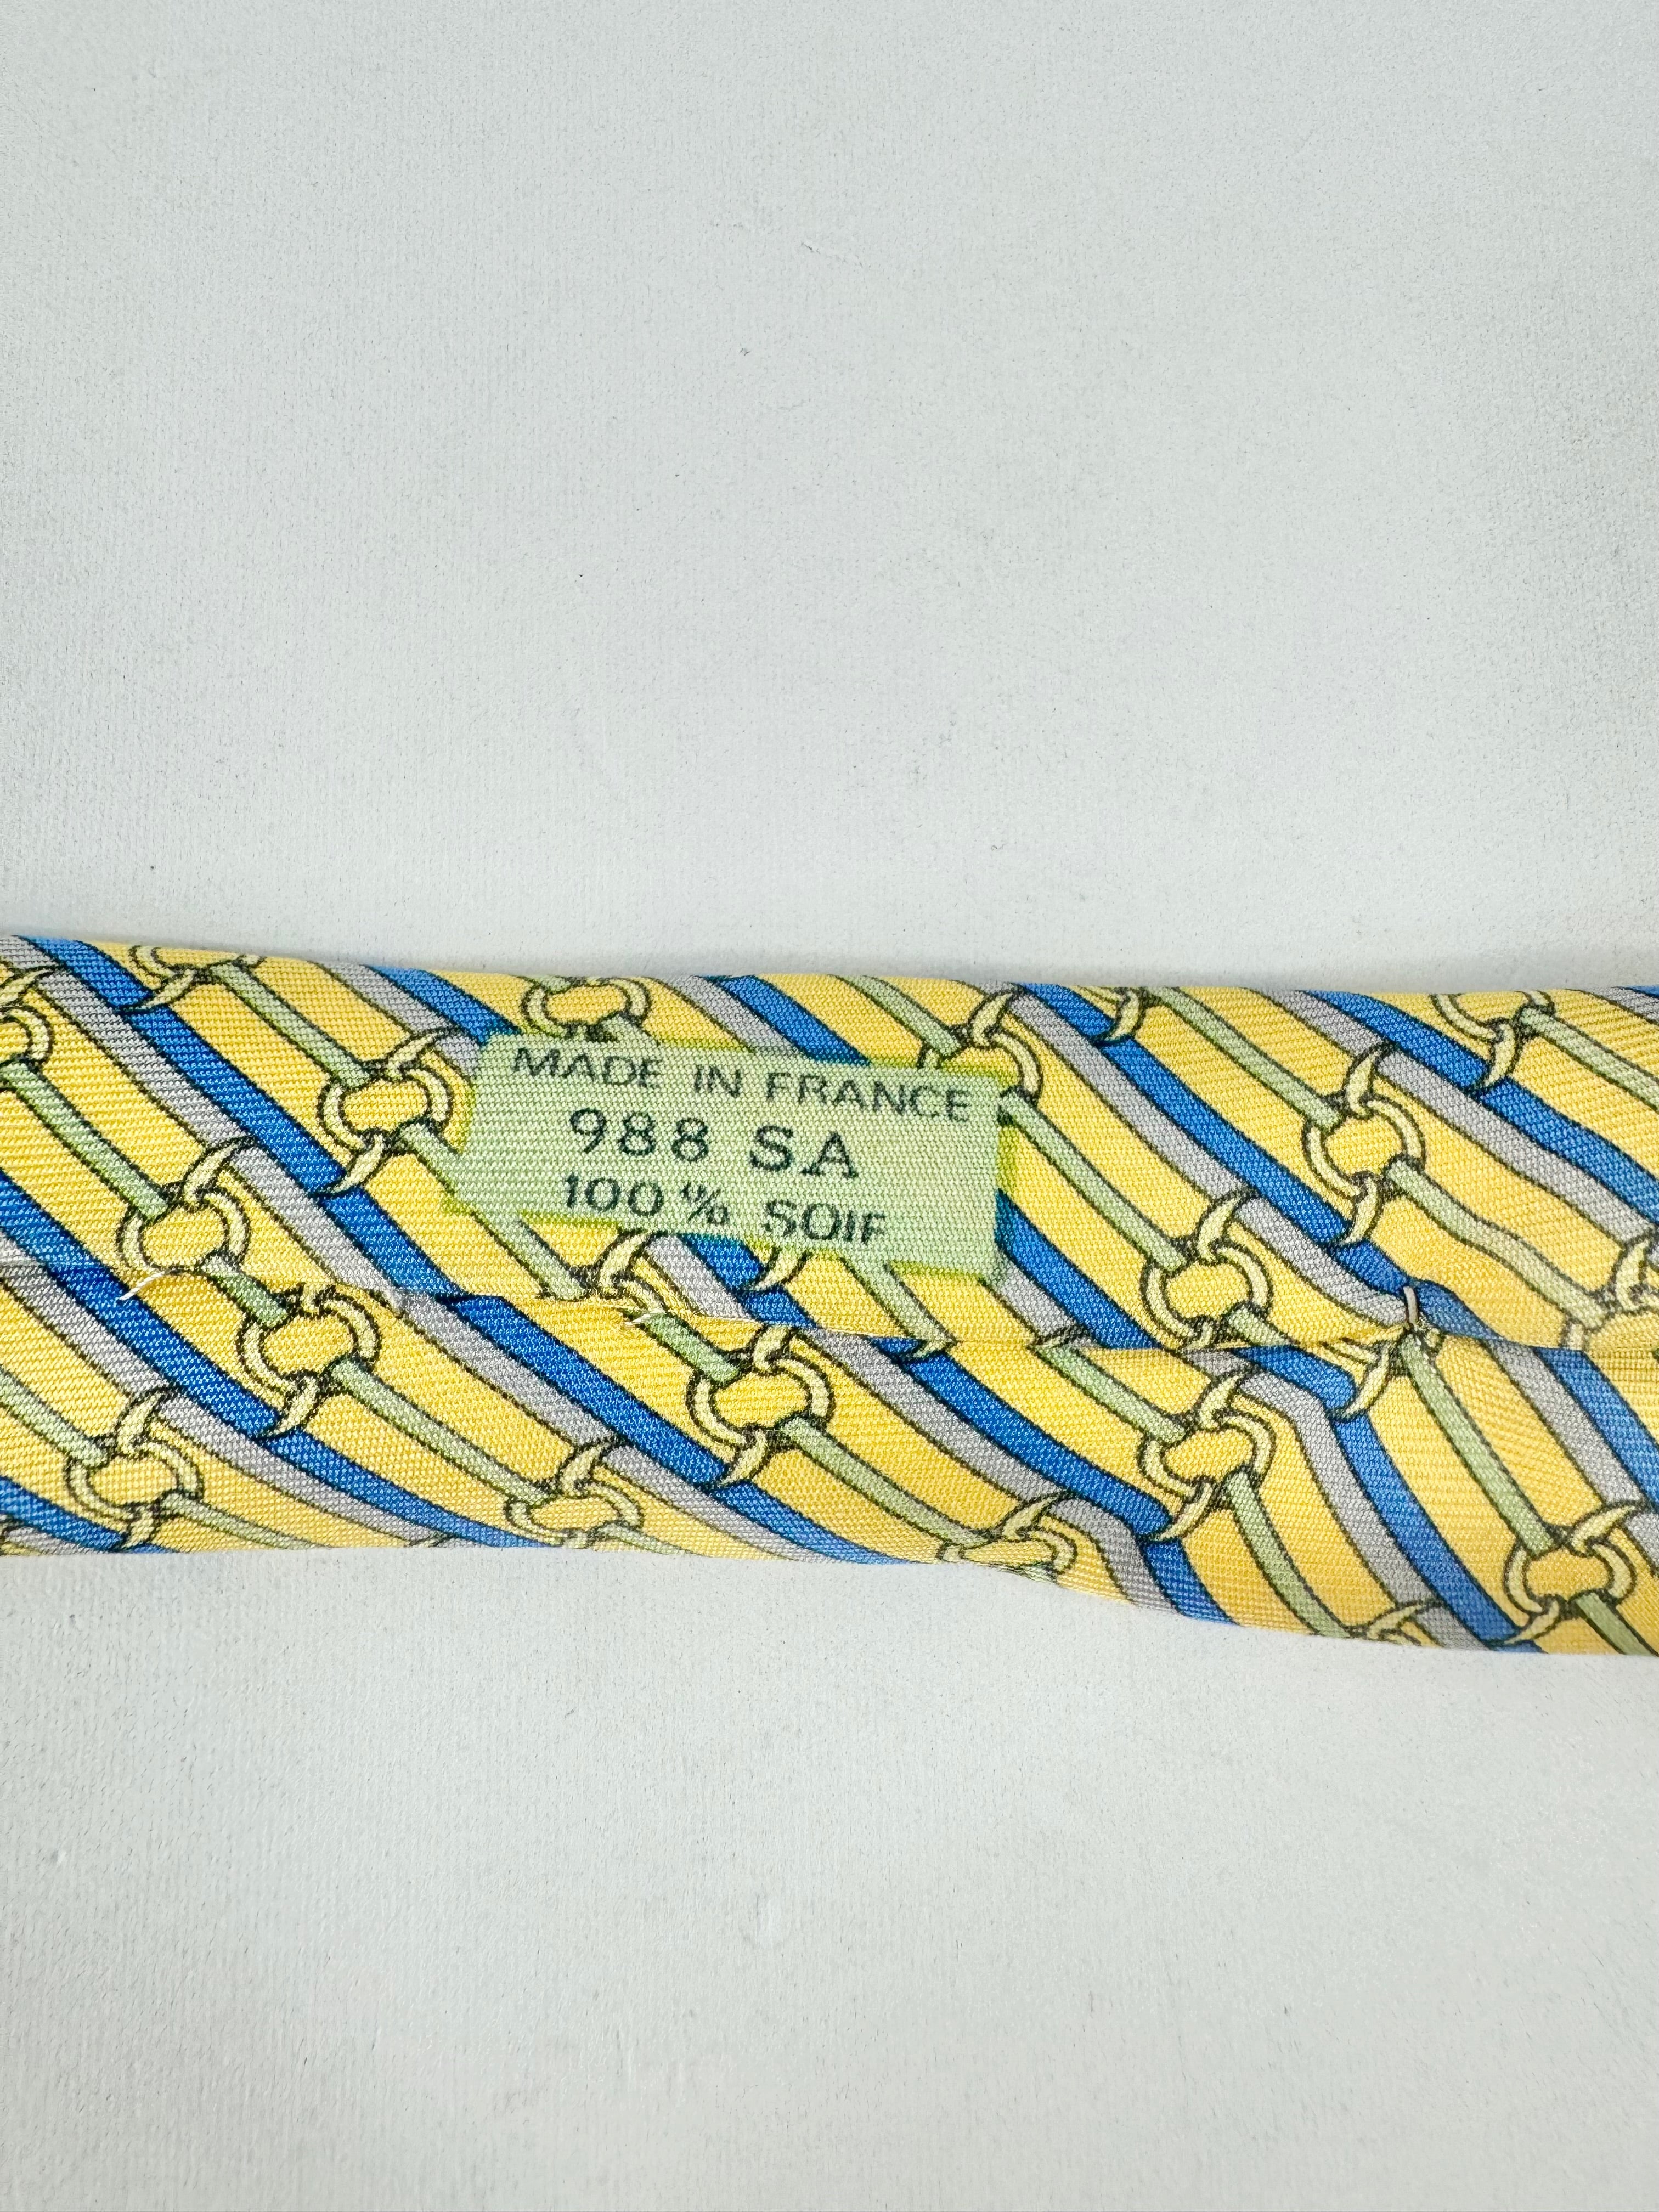 MADE IN FRANCE
988 SA
100 % SOIE